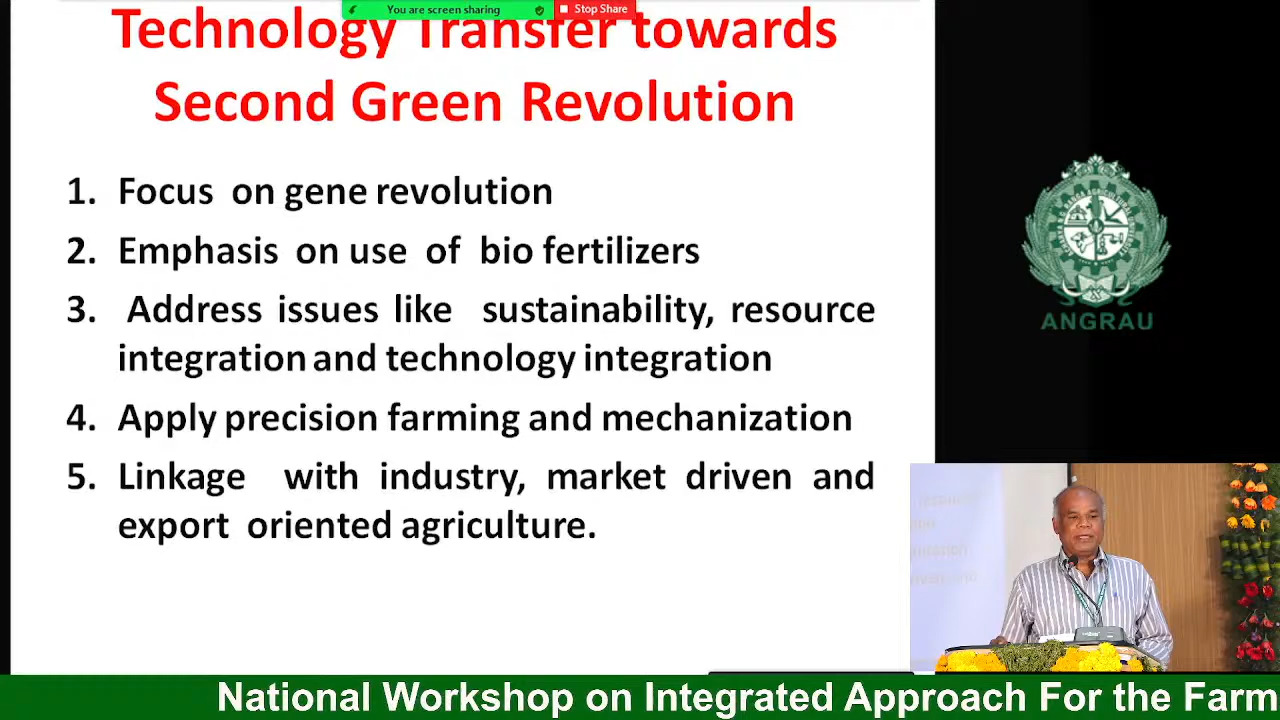 You are screen sharing
Stop Share
Technology Transfer towards
Second Green Revolution
1. Focus on gene revolution
2. Emphasis on use of bio fertilizers
3. Address issues like sustainability, resource
integration and technology integration
4. Apply precision farming and mechanization
5. Linkage with industry, market driven and
export oriented agriculture.
ANGRAU
National Workshop on Integrated Approach For the Farm